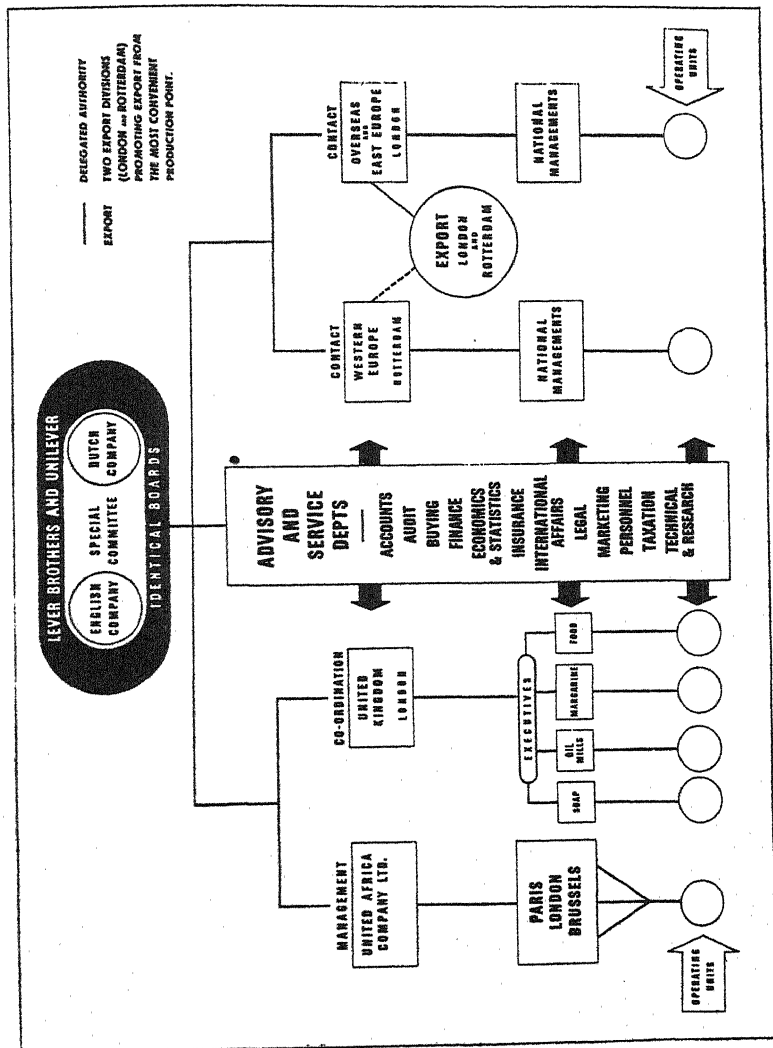 LEVER BROTHERS AND UNILEVER
ENGLISH
COMPANY
SPECIAL
COMMITTEE
DUTCH
COMPANY
IDENTICAL BOARDS
DELEGATED AUTHORITY
EXPORT
TWO EXPORT DIVISIONS
(LONDON AND ROTTERDAM)
PROMOTING EXPORT FROM
THE MOST CONVENIENT
PRODUCTION POINT.
MANAGEMENT
UNITED AFRICA
COMPANY LTD.
CO-ORDINATION
UNITED
KINGDOM
LONDON
ADVISORY
AND
SERVICE
DEPTS
ACCOUNTS
AUDIT
BUYING
FINANCE
ECONOMICS
& STATISTICS
INSURANCE
INTERNATIONAL
AFFAIRS
LEGAL
MARKETING
PERSONNEL
TAXATION
TECHNICAL
& RESEARCH
CONTACT
WESTERN
EUROPE
ROTTERDAM
CONTACT
OVERSEAS
AND
EAST EUROPE
LONDON
EXPORT
LONDON
AND
ROTTERDAM
PARIS
LONDON
BRUSSELS
EXECUTIVES
SOAP
OIL
MILLS
MARGARINE
FOOD
NATIONAL
MANAGEMENTS
NATIONAL
MANAGEMENTS
OPERATING
UNITS
OPERATING
UNITS